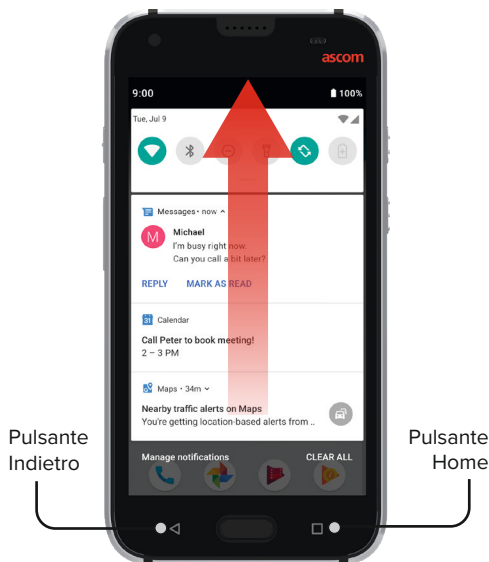 ascom
9:00
100%
Tue, Jul 9
Messages • now
M
Michael
I'm busy right now.
Can you call a bit later?
REPLY
MARK AS READ
31
Calendar
Call Peter to book meeting!
2 – 3 PM
Maps • 34m
Nearby traffic alerts on Maps
You're getting location-based alerts from ..
Manage notifications
CLEAR ALL
Pulsante
Indietro
Pulsante
Home